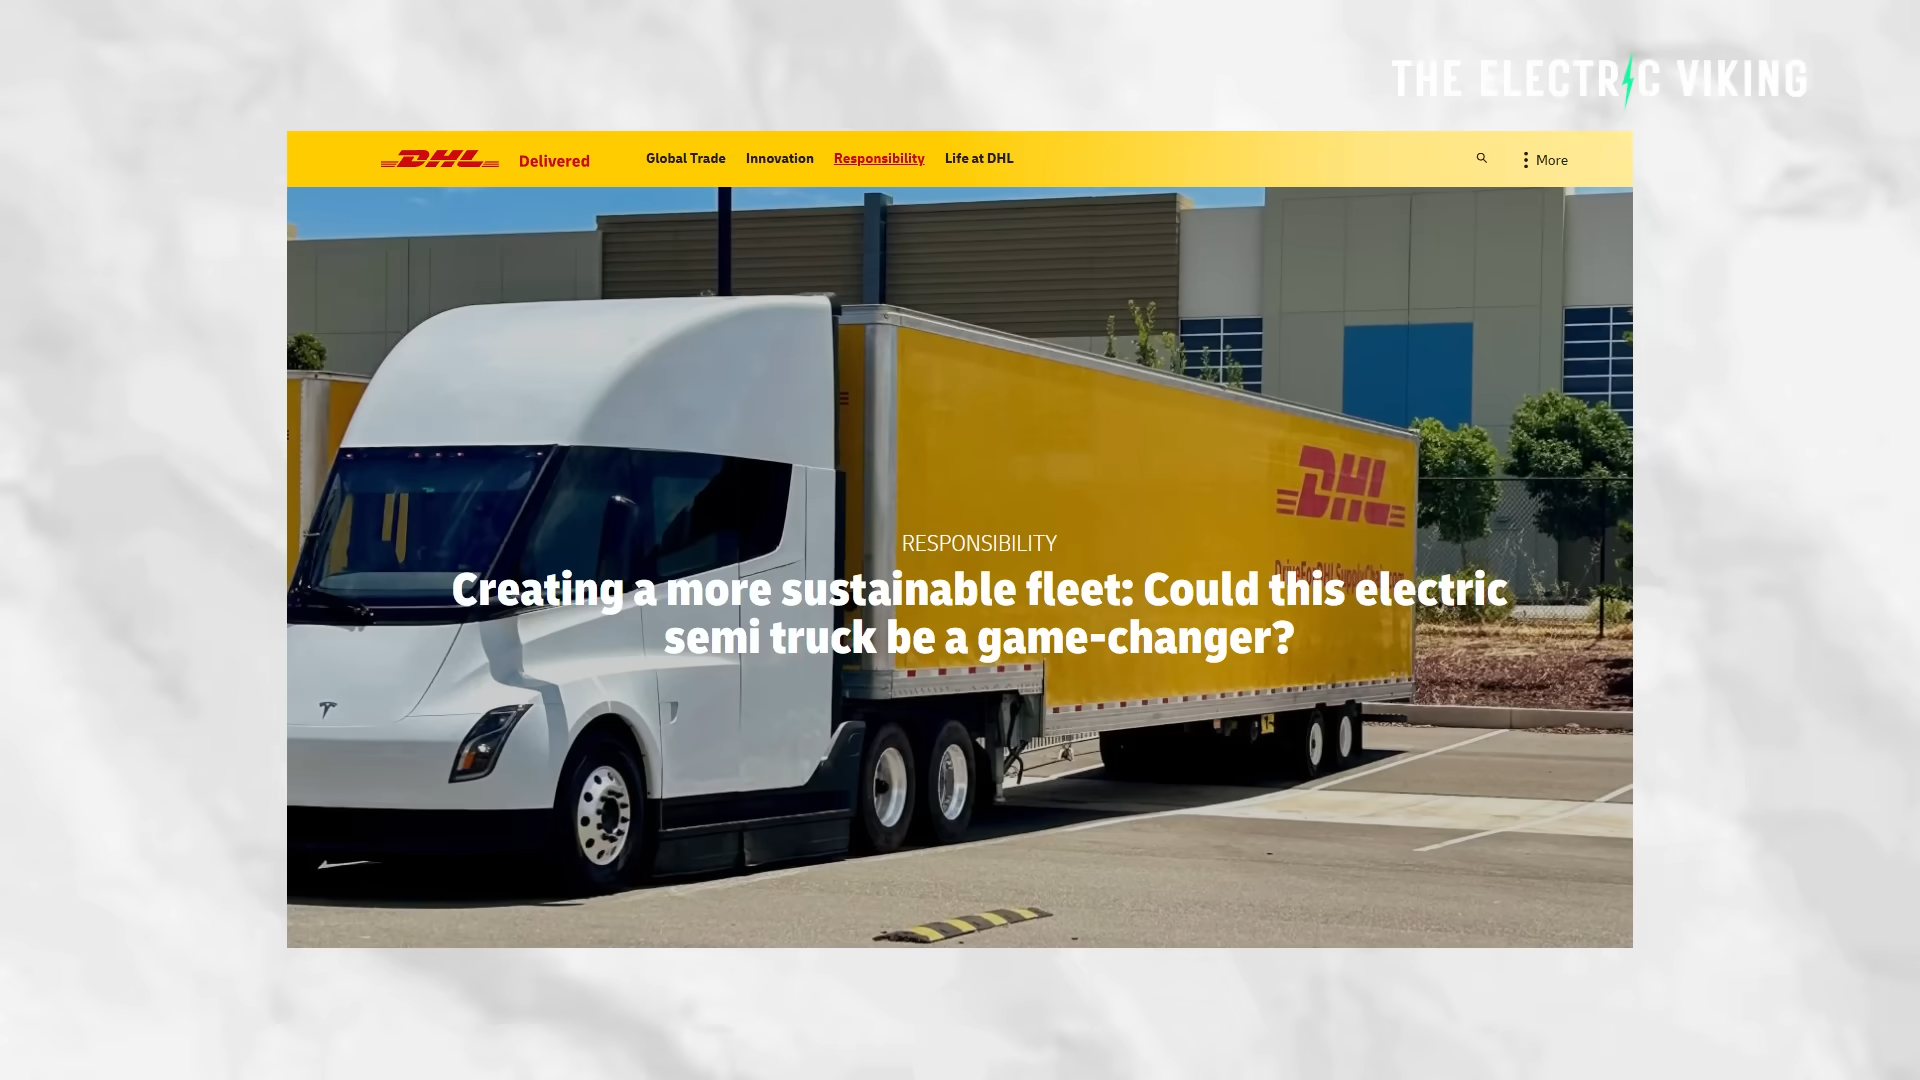 THE ELECTRIC VIKING
DHL Delivered Global Trade Innovation Responsibility Life at DHL More
DHL
RESPONSIBILITY
Creating a more sustainable fleet: Could this electric
semi truck be a game-changer?